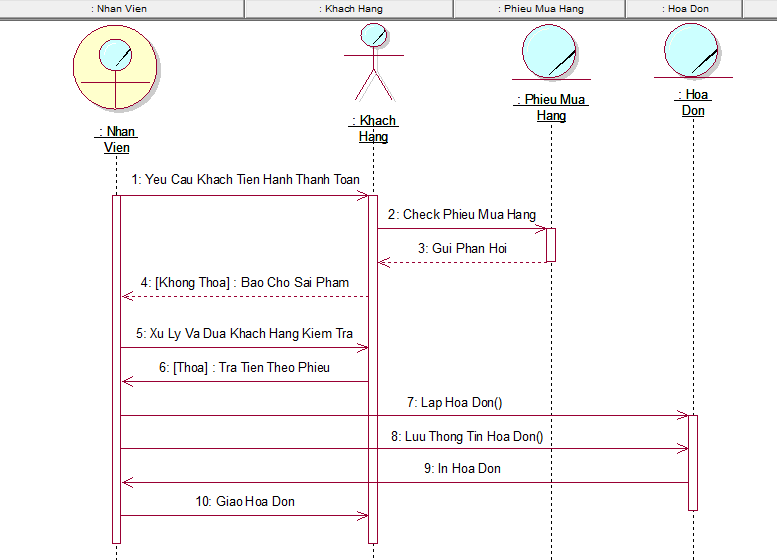 : Nhan Vien
: Khach Hang
: Phieu Mua Hang
: Hoa Don
: Nhan
Vien
: Khach
Hang
: Phieu Mua
Hang
: Hoa
Don
1: Yeu Cau Khach Tien Hanh Thanh Toan
2: Check Phieu Mua Hang
3: Gui Phan Hoi
4: [Khong Thoa] : Bao Cho Sai Pham
5: Xu Ly Va Dua Khach Hang Kiem Tra
6: [Thoa] : Tra Tien Theo Phieu
7: Lap Hoa Don()
8: Luu Thong Tin Hoa Don()
9: In Hoa Don
10: Giao Hoa Don